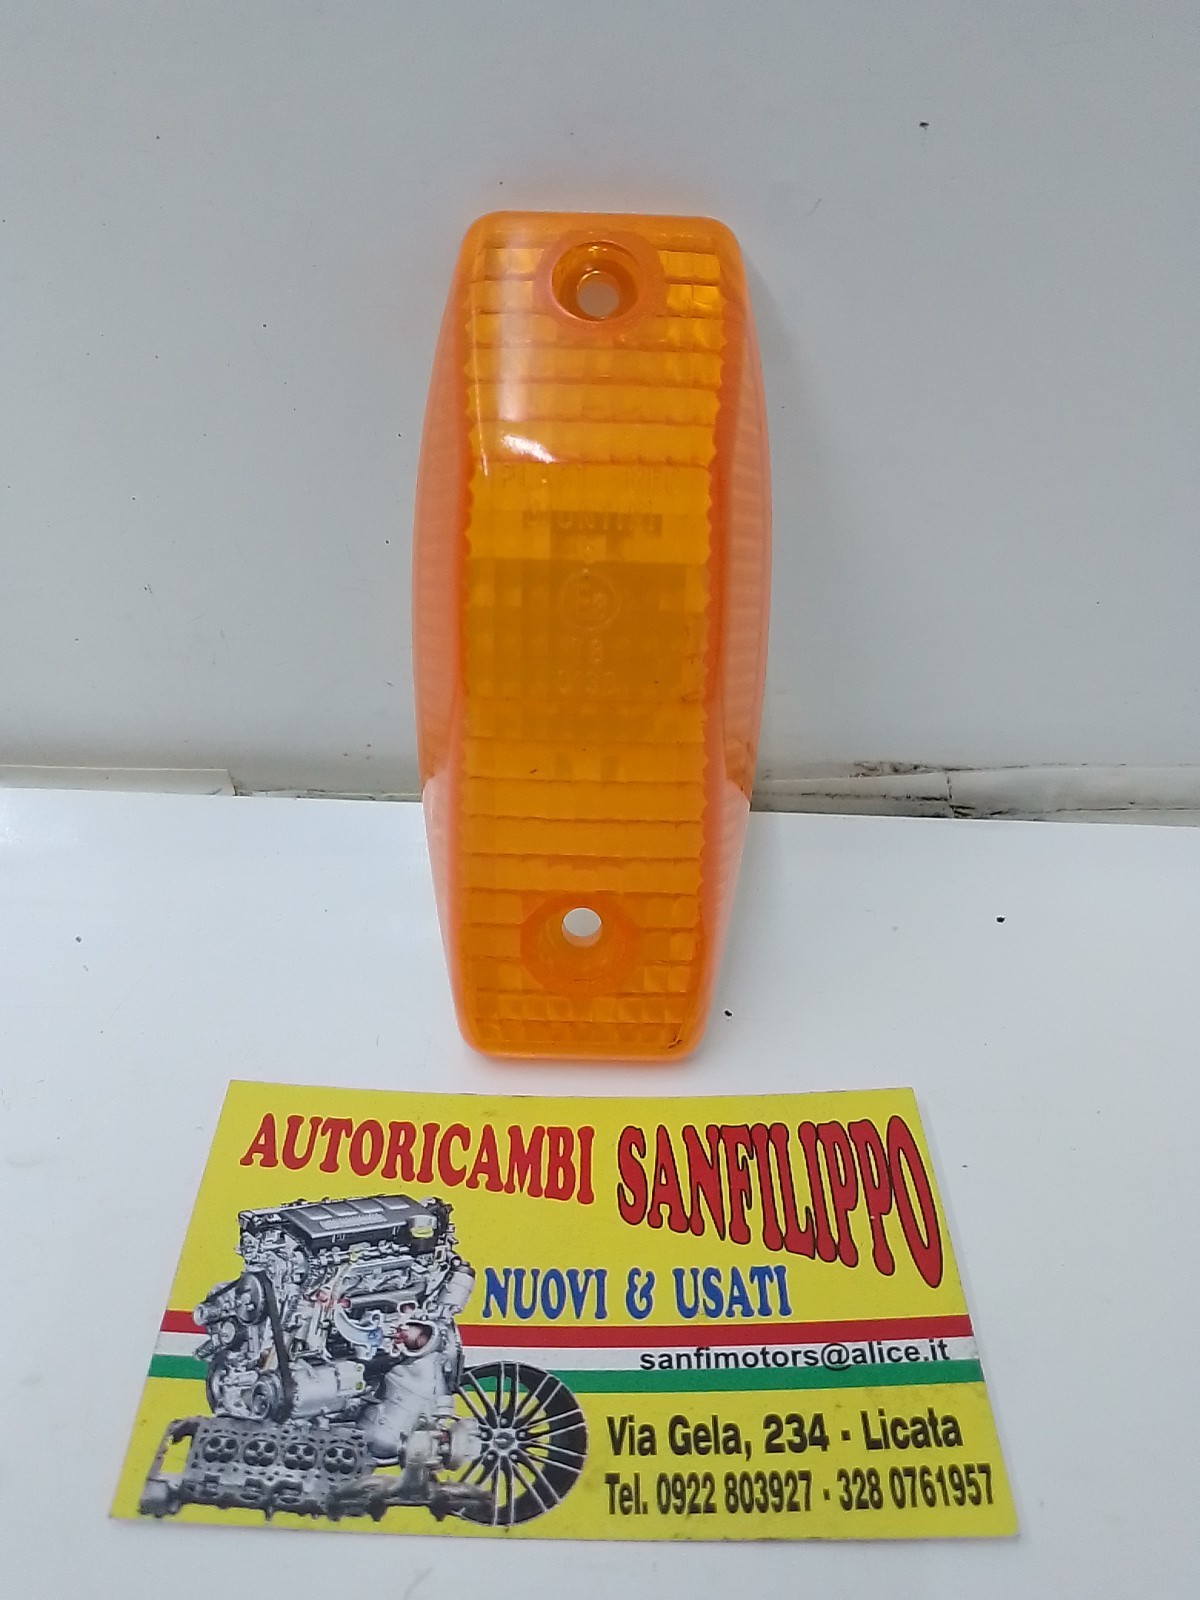 AUTORICAMBI SANFILIPPO
NUOVI & USATI
sanfimotors@alice.it
Via Gela, 234 - Licata
Tel. 0922 803927 - 328 0761957